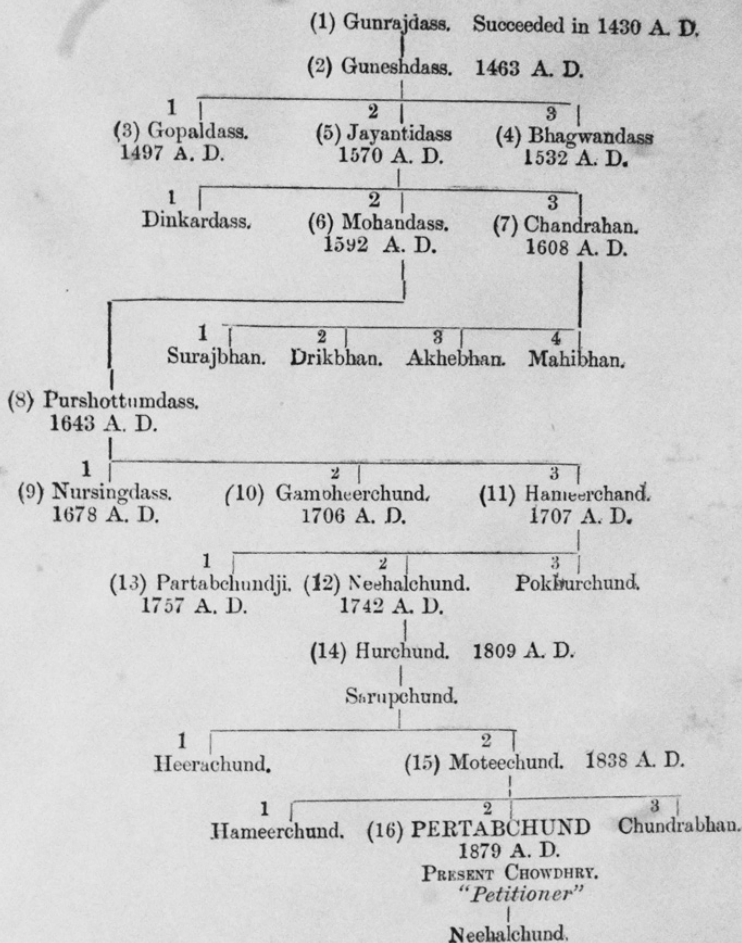 (1) Gunrajdass. Succeeded in 1430 A. D.
(2) Guneshdass. 1463 A. D.
1 2 3
(3) Gopaldass. (5) Jayantidass (4) Bhagwandass
1497 A. D. 1570 A. D. 1532 A. D.
1 2 3
Dinkardass. (6) Mohandass. (7) Chandrahan.
1592 A. D. 1608 A. D.
1 2 3 4
Surajbhan. Drikbhan. Akhebhan. Mahibhan.
(8) Purshottumdass.
1643 A. D.
1 2 3
(9) Nursingdass. (10) Gamoheerchund. (11) Hameerchand.
1678 A. D. 1706 A. D. 1707 A. D.
1 2 3
(13) Partabchundji. (12) Neehalchund. Pokhurchund.
1757 A. D. 1742 A. D.
(14) Hurchund. 1809 A. D.
Sarupchund.
1 2
Heerachund. (15) Moteechund. 1838 A. D.
1 2 3
Hameerchund. (16) PERTABCHUND Chundrabhan.
1879 A. D.
PRESENT CHOWDHRY.
"Petitioner"
Neehalchund.